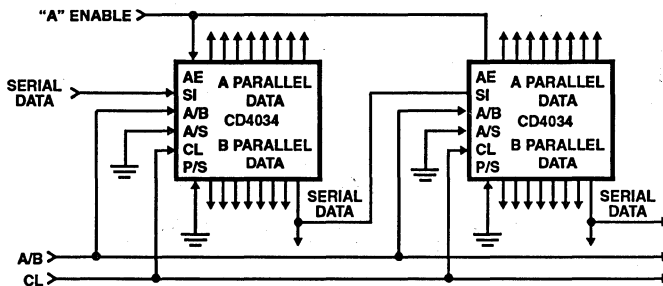 "A" ENABLE
SERIAL
DATA
AE
SI
A/B
A/S
CL
P/S
A PARALLEL
DATA
CD4034
B PARALLEL
DATA
SERIAL
DATA
AE
SI
A/B
A/S
CL
P/S
A PARALLEL
DATA
CD4034
B PARALLEL
DATA
SERIAL
DATA
A/B
CL